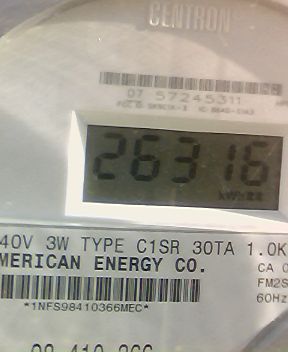 CENTRON
07 57245311
26316
40V 3W TYPE C1SR 30TA 1.0K
MERICAN ENERGY CO.
CA 0
FM2S
60Hz
*1NFS98410366MEC*